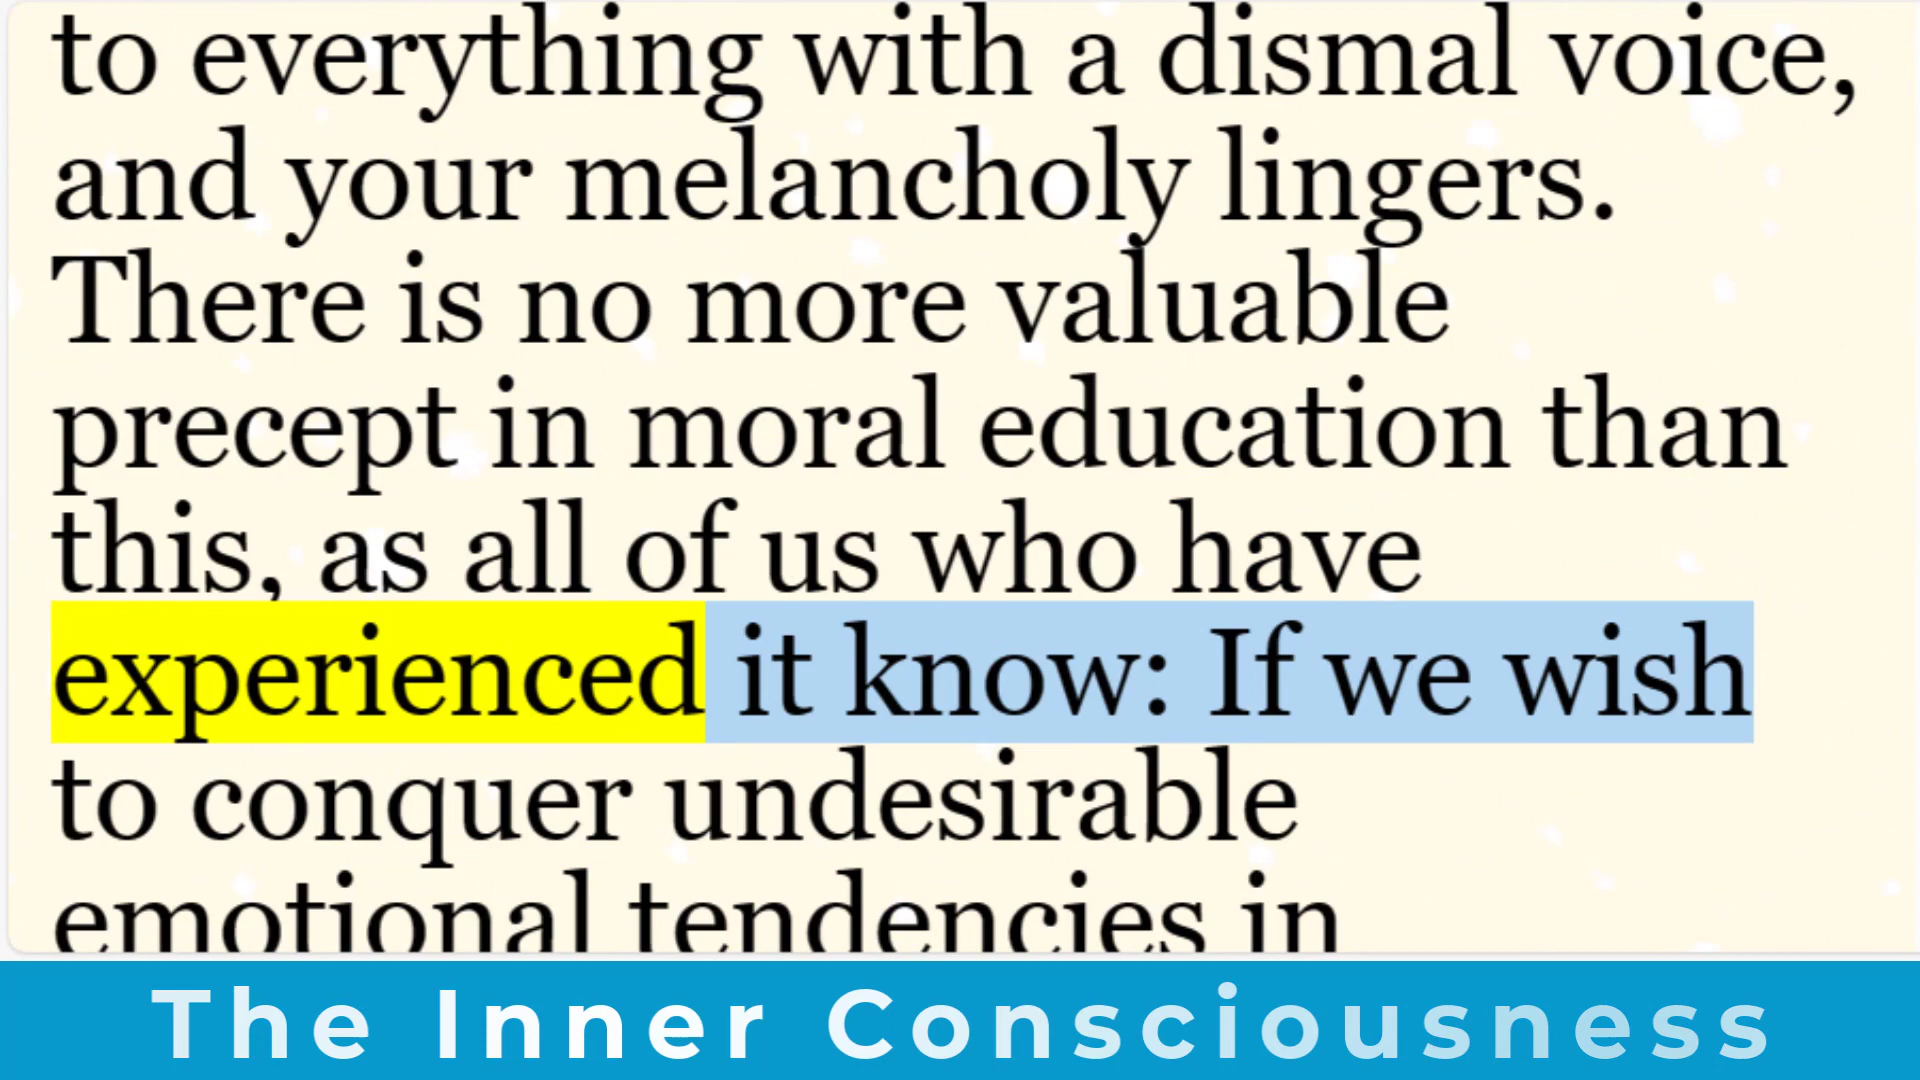 to everything with a dismal voice,
and your melancholy lingers.
There is no more valuable
precept in moral education than
this, as all of us who have
experienced it know: If we wish
to conquer undesirable
emotional tendencies in
The Inner Consciousness